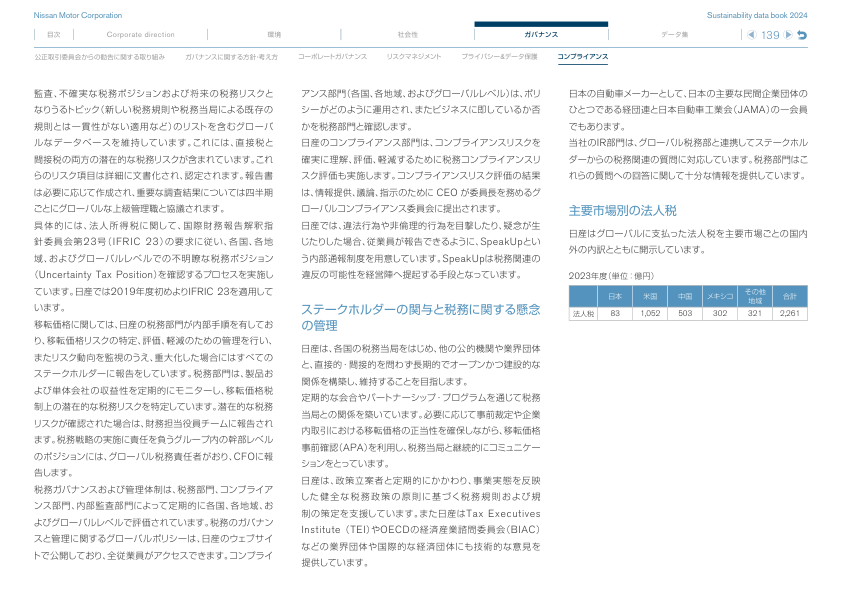 Nissan Motor Corporation
Sustainability data book 2024
目次
Corporate direction
環境
社会性
ガバナンス
データ集
139
公正取引委員会からの勧告に関する取り組み
ガバナンスに関する方針・考え方
コーポレートガバナンス
リスクマネジメント
プライバシー&データ保護
コンプライアンス
監査、不確実な税務ポジションおよび将来の税務リスクと
なりうるトピック(新しい税務規則や税務当局による既存の
規則とは一貫性がない適用など)のリストを含むグローバ
ルなデータベースを維持しています。これには、直接税と
間接税の両方の潜在的な税務リスクが含まれています。これ
らのリスク項目は詳細に文書化され、認定されます。報告書
は必要に応じて作成され、重要な調査結果については四半期
ごとにグローバルな上級管理職と協議されます。
具体的には、法人所得税に関して、国際財務報告解釈指
針委員会第23号(IFRIC 23)の要求に従い、各国、各地
域、およびグローバルレベルでの不明瞭な税務ポジション
(Uncertainty Tax Position)を確認するプロセスを実施し
ています。日産では2019年度初めよりIFRIC 23を適用して
います。
移転価格に関しては、日産の税務部門が内部手順を有してお
り、移転価格リスクの特定、評価、軽減のための管理を行い、
またリスク動向を監視のうえ、重大化した場合にはすべての
ステークホルダーに報告をしています。税務部門は、製品お
よび単体会社の収益性を定期的にモニターし、移転価格税
制上の潜在的な税務リスクを特定しています。潜在的な税務
リスクが確認された場合は、財務担当役員チームに報告され
ます。税務戦略の実施に責任を負うグループ内の幹部レベル
のポジションには、グローバル税務責任者がおり、CFOに報
告します。
税務ガバナンスおよび管理体制は、税務部門、コンプライア
ンス部門、内部監査部門によって定期的に各国、各地域、お
よびグローバルレベルで評価されています。税務のガバナン
スと管理に関するグローバルポリシーは、日産のウェブサイ
トで公開しており、全従業員がアクセスできます。コンプライ
アンス部門(各国、各地域、およびグローバルレベル)は、ポリ
シーがどのように運用され、またビジネスに即しているか否
かを税務部門と確認します。
日産のコンプライアンス部門は、コンプライアンスリスクを
確実に理解、評価、軽減するために税務コンプライアンスリ
スク評価も実施します。コンプライアンスリスク評価の結果
は、情報提供、議論、指示のために CEO が委員長を務めるグ
ローバルコンプライアンス委員会に提出されます。
日産では、違法行為や非倫理的行為を目撃したり、疑念が生
じたりした場合、従業員が報告できるように、SpeakUpとい
う内部通報制度を用意しています。SpeakUpは税務関連の
違反の可能性を経営陣へ提起する手段となっています。
ステークホルダーの関与と税務に関する懸念
の管理
日産は、各国の税務当局をはじめ、他の公的機関や業界団体
と、直接的・間接的を問わず長期的でオープンかつ建設的な
関係を構築し、維持することを目指します。
定期的な会合やパートナーシップ・プログラムを通じて税務
当局との関係を築いています。必要に応じて事前裁定や企業
内取引における移転価格の正当性を確保しながら、移転価格
事前確認(APA)を利用し、税務当局と継続的にコミュニケー
ションをとっています。
日産は、政策立案者と定期的にかかわり、事業実態を反映
した健全な税務政策の原則に基づく税務規則および規
制の策定を支援しています。また日産はTax Executives
Institute (TEI)やOECDの経済産業諮問委員会(BIAC)
などの業界団体や国際的な経済団体にも技術的な意見を
提供しています。
日本の自動車メーカーとして、日本の主要な民間企業団体の
ひとつである経団連と日本自動車工業会(JAMA)の一会員
でもあります。
当社のIR部門は、グローバル税務部と連携してステークホル
ダーからの税務関連の質問に対応しています。税務部門はこ
れらの質問への回答に関して十分な情報を提供しています。
主要市場別の法人税
日産はグローバルに支払った法人税を主要市場ごとの国内
外の内訳とともに開示しています。
2023年度(単位:億円)
日本 米国 中国 メキシコ その他地域 合計
法人税 83 1,052 503 302 321 2,261